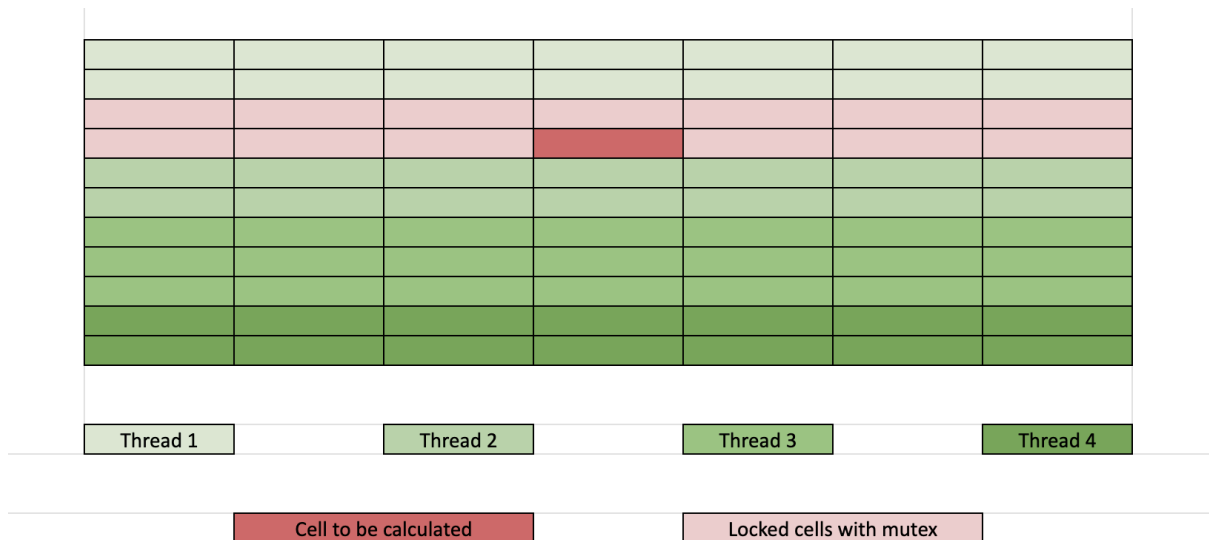 Thread 1 Thread 2 Thread 3 Thread 4
Cell to be calculated Locked cells with mutex